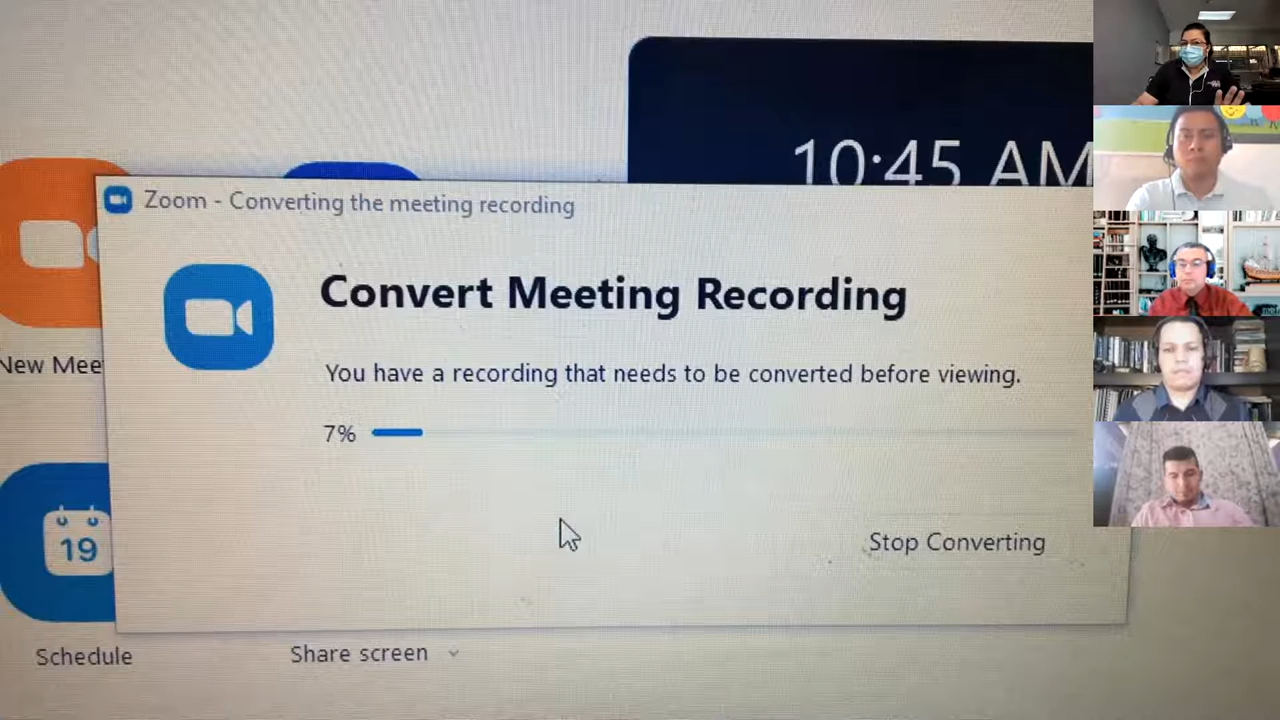 10:45 AM
Zoom - Converting the meeting recording
Convert Meeting Recording
You have a recording that needs to be converted before viewing.
7%
New Mee
19
Stop Converting
Schedule
Share screen